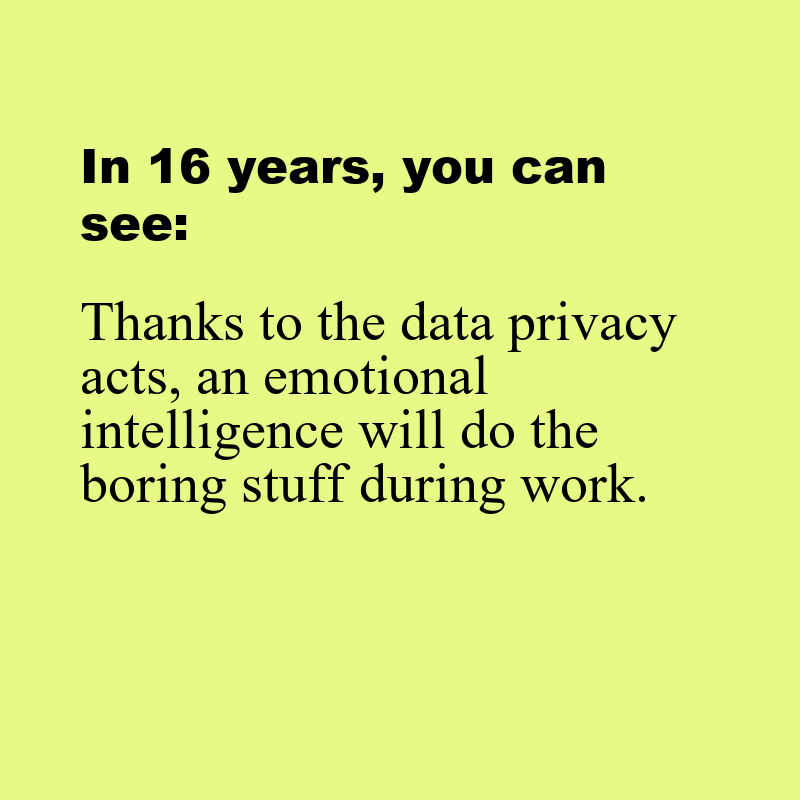 In 16 years, you can
see:
Thanks to the data privacy
acts, an emotional
intelligence will do the
boring stuff during work.